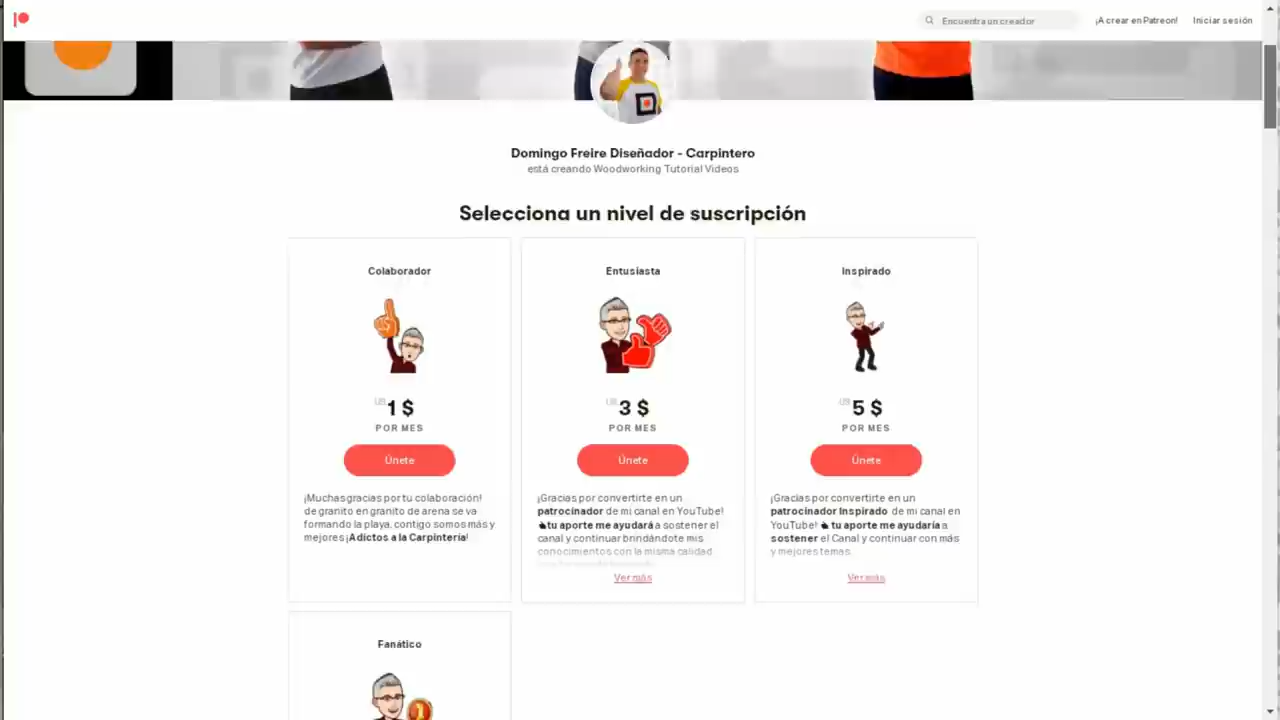 Encuentra un creador
¡A crear en Patreon!
Iniciar sesión
Domingo Freire Diseñador - Carpintero
está creando Woodworking Tutorial Videos
Selecciona un nivel de suscripción
Colaborador
US 1 $
POR MES
Únete
¡Muchas gracias por tu colaboración!
de granito en granito de arena se va
formando la playa, contigo somos más y
mejores ¡Adictos a la Carpintería!
Entusiasta
US 3 $
POR MES
Únete
¡Gracias por convertirte en un
patrocinador de mi canal en YouTube!
tu aporte me ayudará a sostener el
canal y continuar brindándote mis
conocimientos con la misma calidad
Ver más
Inspirado
US 5 $
POR MES
Únete
¡Gracias por convertirte en un
patrocinador Inspirado de mi canal en
YouTube! tu aporte me ayudaría a
sostener el Canal y continuar con más
y mejores temas.
Ver más
Fanático
1